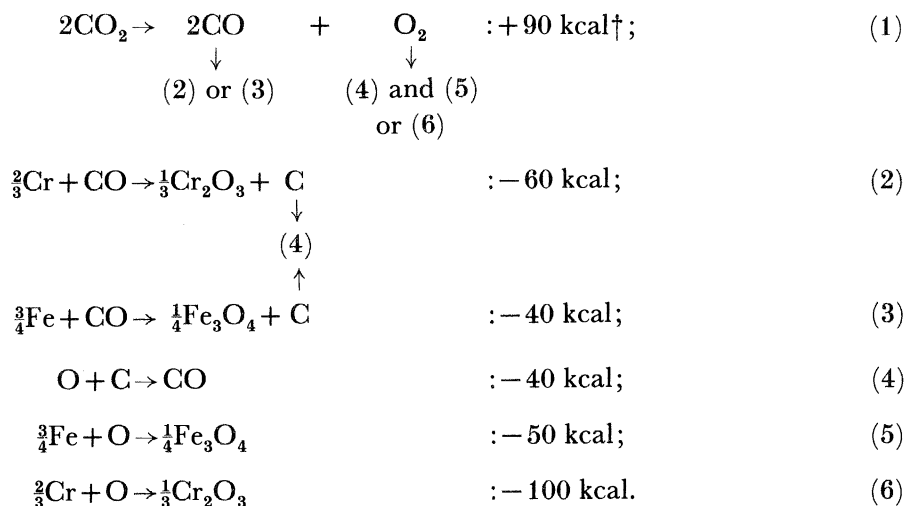 2CO₂→ 2CO + O₂ :+90 kcal†; (1)
↓ ↓
(2) or (3) (4) and (5)
or (6)
⅔Cr+CO→⅓Cr₂O₃+ C :−60 kcal; (2)
↓
(4)
↑
¾Fe+CO→ ¼Fe₃O₄+ C :−40 kcal; (3)
O+C→CO :−40 kcal; (4)
¾Fe+O→¼Fe₃O₄ :−50 kcal; (5)
⅔Cr+O→⅓Cr₂O₃ :−100 kcal. (6)